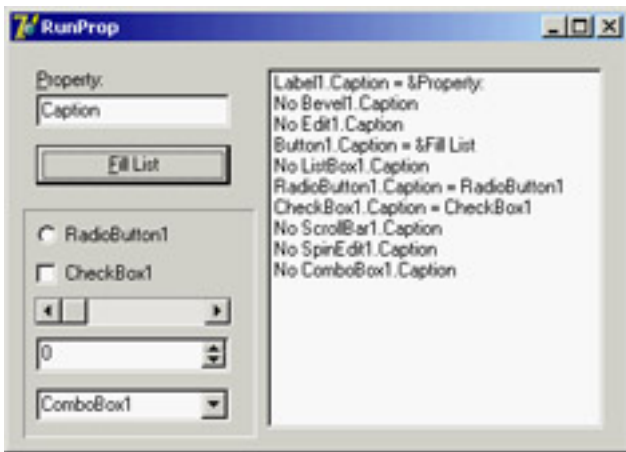 RunProp
Property:
Caption
Fill List
RadioButton1
CheckBox1
0
ComboBox1
Label1.Caption = &Property:
No Bevel1.Caption
No Edit1.Caption
Button1.Caption = &Fill List
No ListBox1.Caption
RadioButton1.Caption = RadioButton1
CheckBox1.Caption = CheckBox1
No ScrollBar1.Caption
No SpinEdit1.Caption
No ComboBox1.Caption